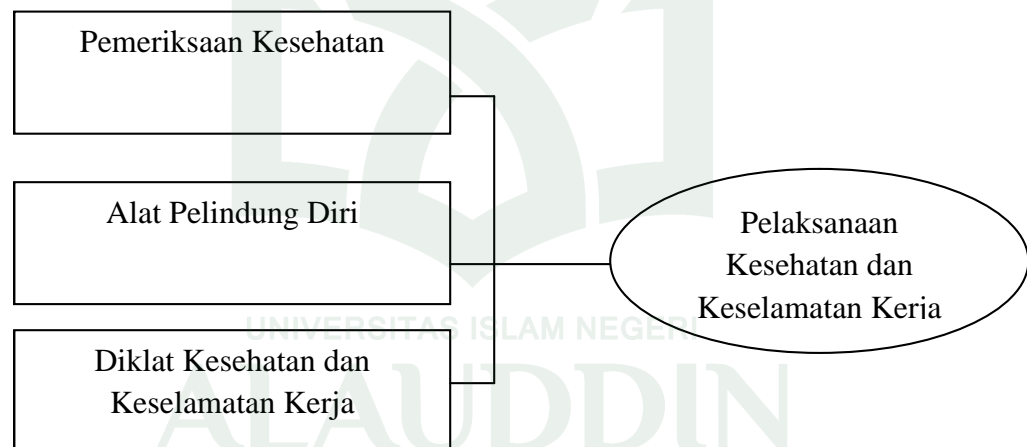 Pemeriksaan Kesehatan
Alat Pelindung Diri
Pelaksanaan
Kesehatan dan
Keselamatan Kerja
UNIVERSITAS ISLAM NEGERI
Diklat Kesehatan dan
Keselamatan Kerja
ALAUDDIN